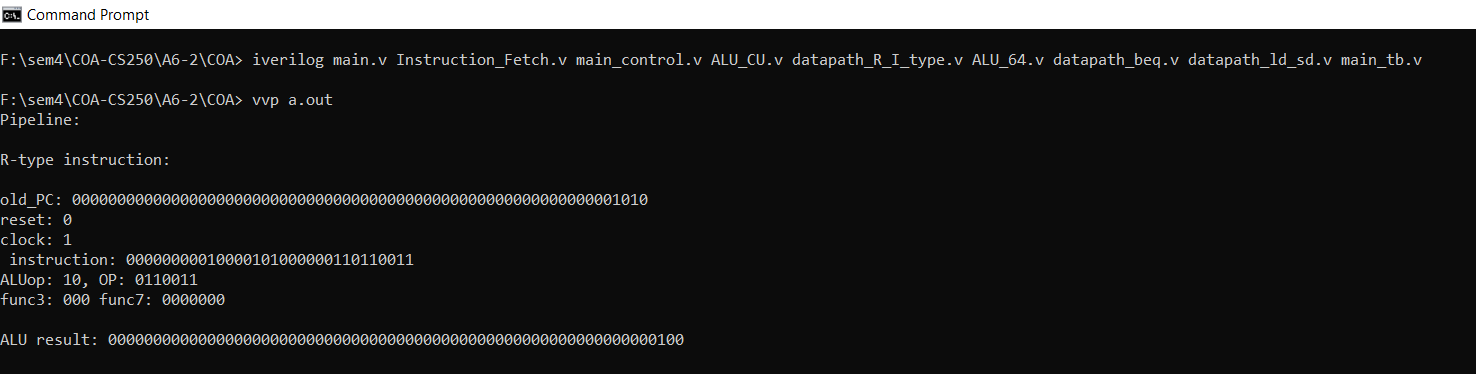 Command Prompt
F:\sem4\COA-CS250\A6-2\COA> iverilog main.v Instruction_Fetch.v main_control.v ALU_CU.v datapath_R_I_type.v ALU_64.v datapath_beq.v datapath_ld_sd.v main_tb.v
F:\sem4\COA-CS250\A6-2\COA> vvp a.out
Pipeline:
R-type instruction:
old_PC: 0000000000000000000000000000000000000000000000000000000000001010
reset: 0
clock: 1
instruction: 00000000010000101000000110110011
ALUop: 10, OP: 0110011
func3: 000 func7: 0000000
ALU result: 0000000000000000000000000000000000000000000000000000000000000100